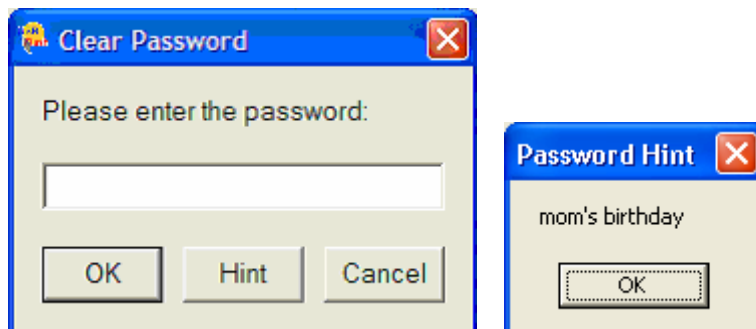 Clear Password
Please enter the password:
OK Hint Cancel
Password Hint
mom's birthday
OK